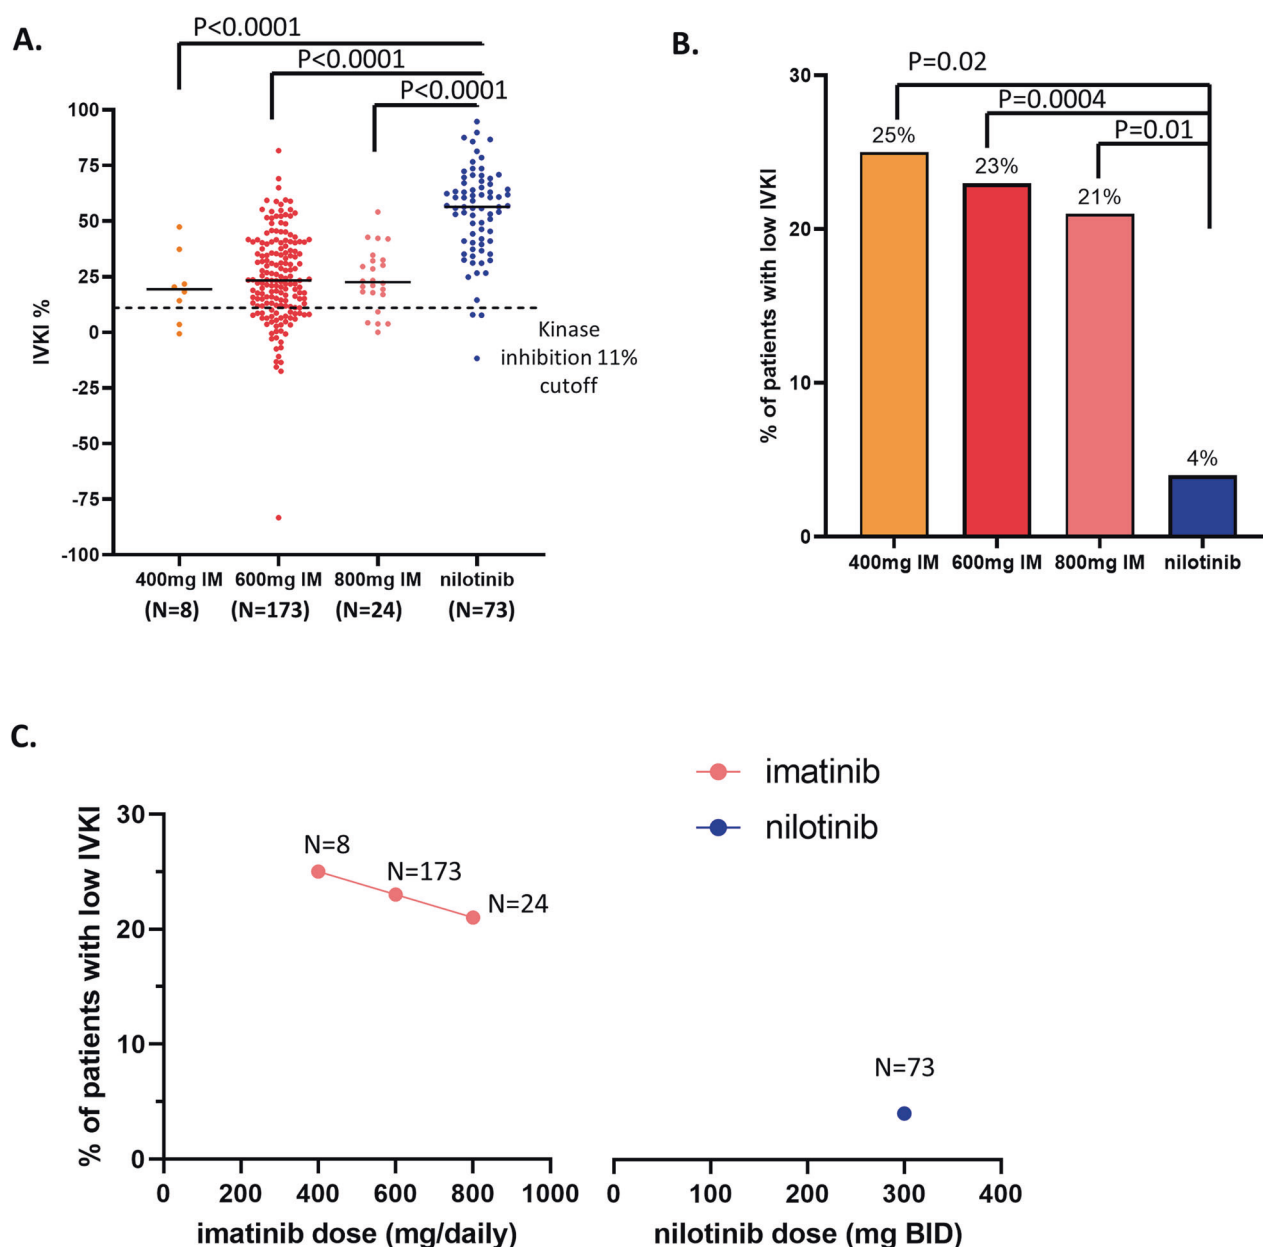 A.
P<0.0001
P<0.0001
P<0.0001
100
75
50
25
0
-25
-50
-75
-100
IVKI %
Kinase
inhibition 11%
cutoff
400mg IM
600mg IM
800mg IM
nilotinib
(N=8)
(N=173)
(N=24)
(N=73)
B.
P=0.02
P=0.0004
P=0.01
30
20
10
0
% of patients with low IVKI
25%
23%
21%
4%
400mg IM
600mg IM
800mg IM
nilotinib
C.
imatinib
nilotinib
30
20
10
0
% of patients with low IVKI
N=8
N=173
N=24
0
200
400
600
800
1000
imatinib dose (mg/daily)
N=73
0
100
200
300
400
nilotinib dose (mg BID)